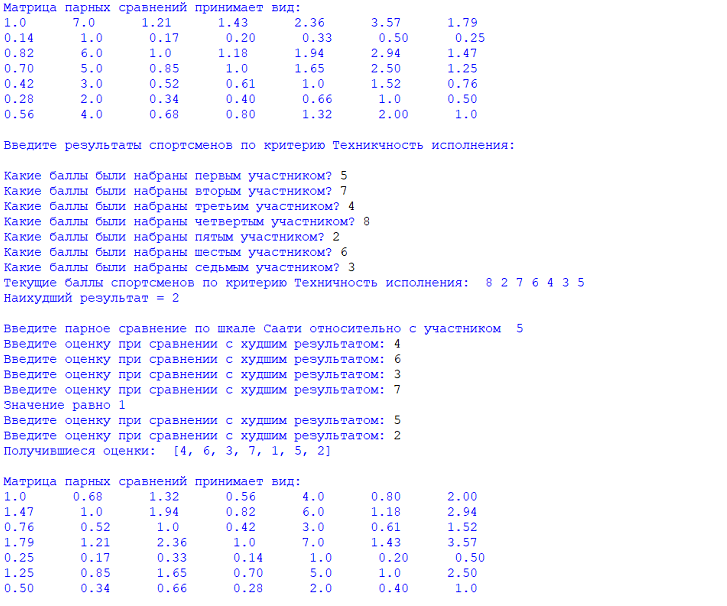 Матрица парных сравнений принимает вид:
1.0 7.0 1.21 1.43 2.36 3.57 1.79
0.14 1.0 0.17 0.20 0.33 0.50 0.25
0.82 6.0 1.0 1.18 1.94 2.94 1.47
0.70 5.0 0.85 1.0 1.65 2.50 1.25
0.42 3.0 0.52 0.61 1.0 1.52 0.76
0.28 2.0 0.34 0.40 0.66 1.0 0.50
0.56 4.0 0.68 0.80 1.32 2.00 1.0
Введите результаты спортсменов по критерию Техникчность исполнения:
Какие баллы были набраны первым участником? 5
Какие баллы были набраны вторым участником? 7
Какие баллы были набраны третьим участником? 4
Какие баллы были набраны четвертым участником? 8
Какие баллы были набраны пятым участником? 2
Какие баллы были набраны шестым участником? 6
Какие баллы были набраны седьмым участником? 3
Текущие баллы спортсменов по критерию Техничность исполнения: 8 2 7 6 4 3 5
Наихудший результат = 2
Введите парное сравнение по шкале Саати относительно с участником 5
Введите оценку при сравнении с худшим результатом: 4
Введите оценку при сравнении с худшим результатом: 6
Введите оценку при сравнении с худшим результатом: 3
Введите оценку при сравнении с худшим результатом: 7
Значение равно 1
Введите оценку при сравнении с худшим результатом: 5
Введите оценку при сравнении с худшим результатом: 2
Получившиеся оценки: [4, 6, 3, 7, 1, 5, 2]
Матрица парных сравнений принимает вид:
1.0 0.68 1.32 0.56 4.0 0.80 2.00
1.47 1.0 1.94 0.82 6.0 1.18 2.94
0.76 0.52 1.0 0.42 3.0 0.61 1.52
1.79 1.21 2.36 1.0 7.0 1.43 3.57
0.25 0.17 0.33 0.14 1.0 0.20 0.50
1.25 0.85 1.65 0.70 5.0 1.0 2.50
0.50 0.34 0.66 0.28 2.0 0.40 1.0